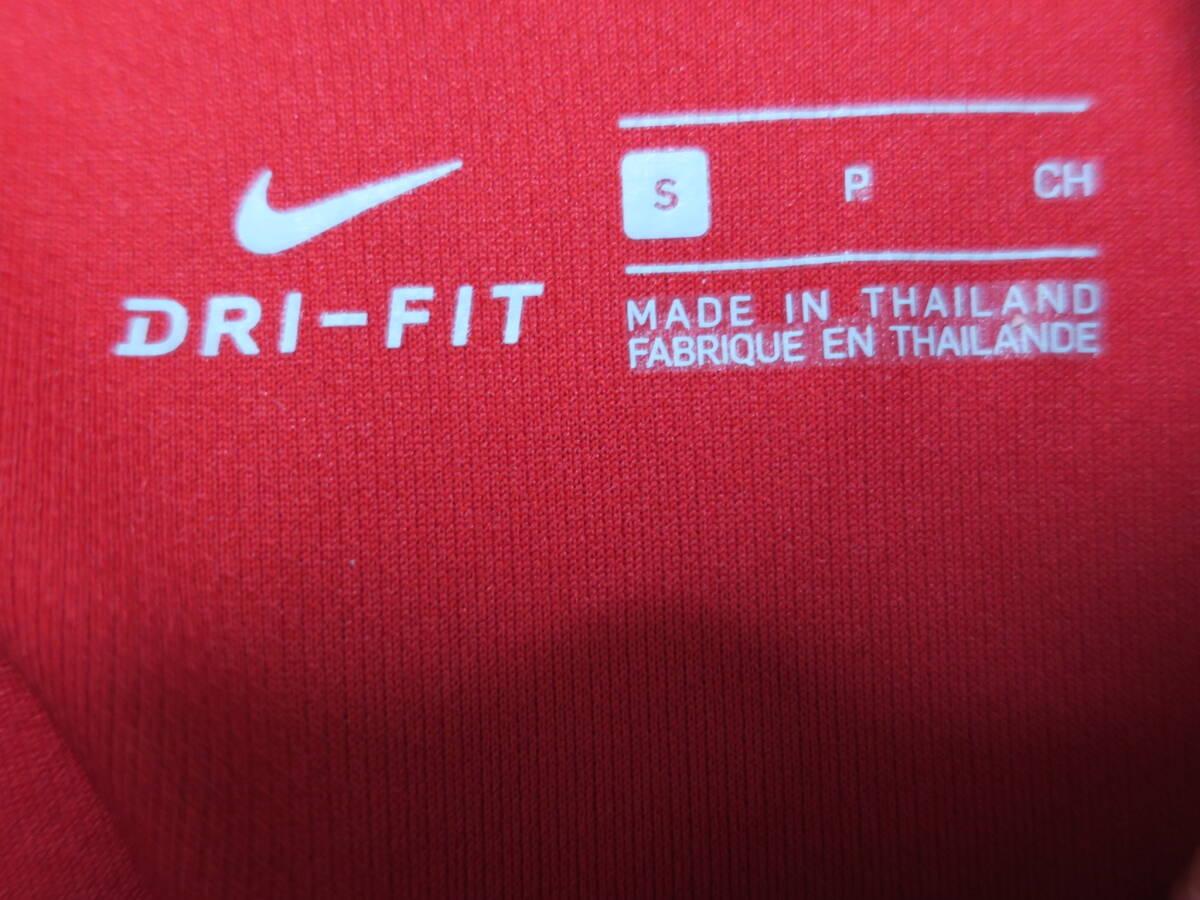 DRI-FIT
S P CH
MADE IN THAILAND
FABRIQUE EN THAILANDE